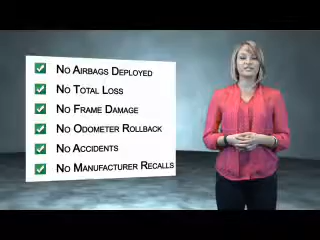 No Airbags Deployed
No Total Loss
No Frame Damage
No Odometer Rollback
No Accidents
No Manufacturer Recalls